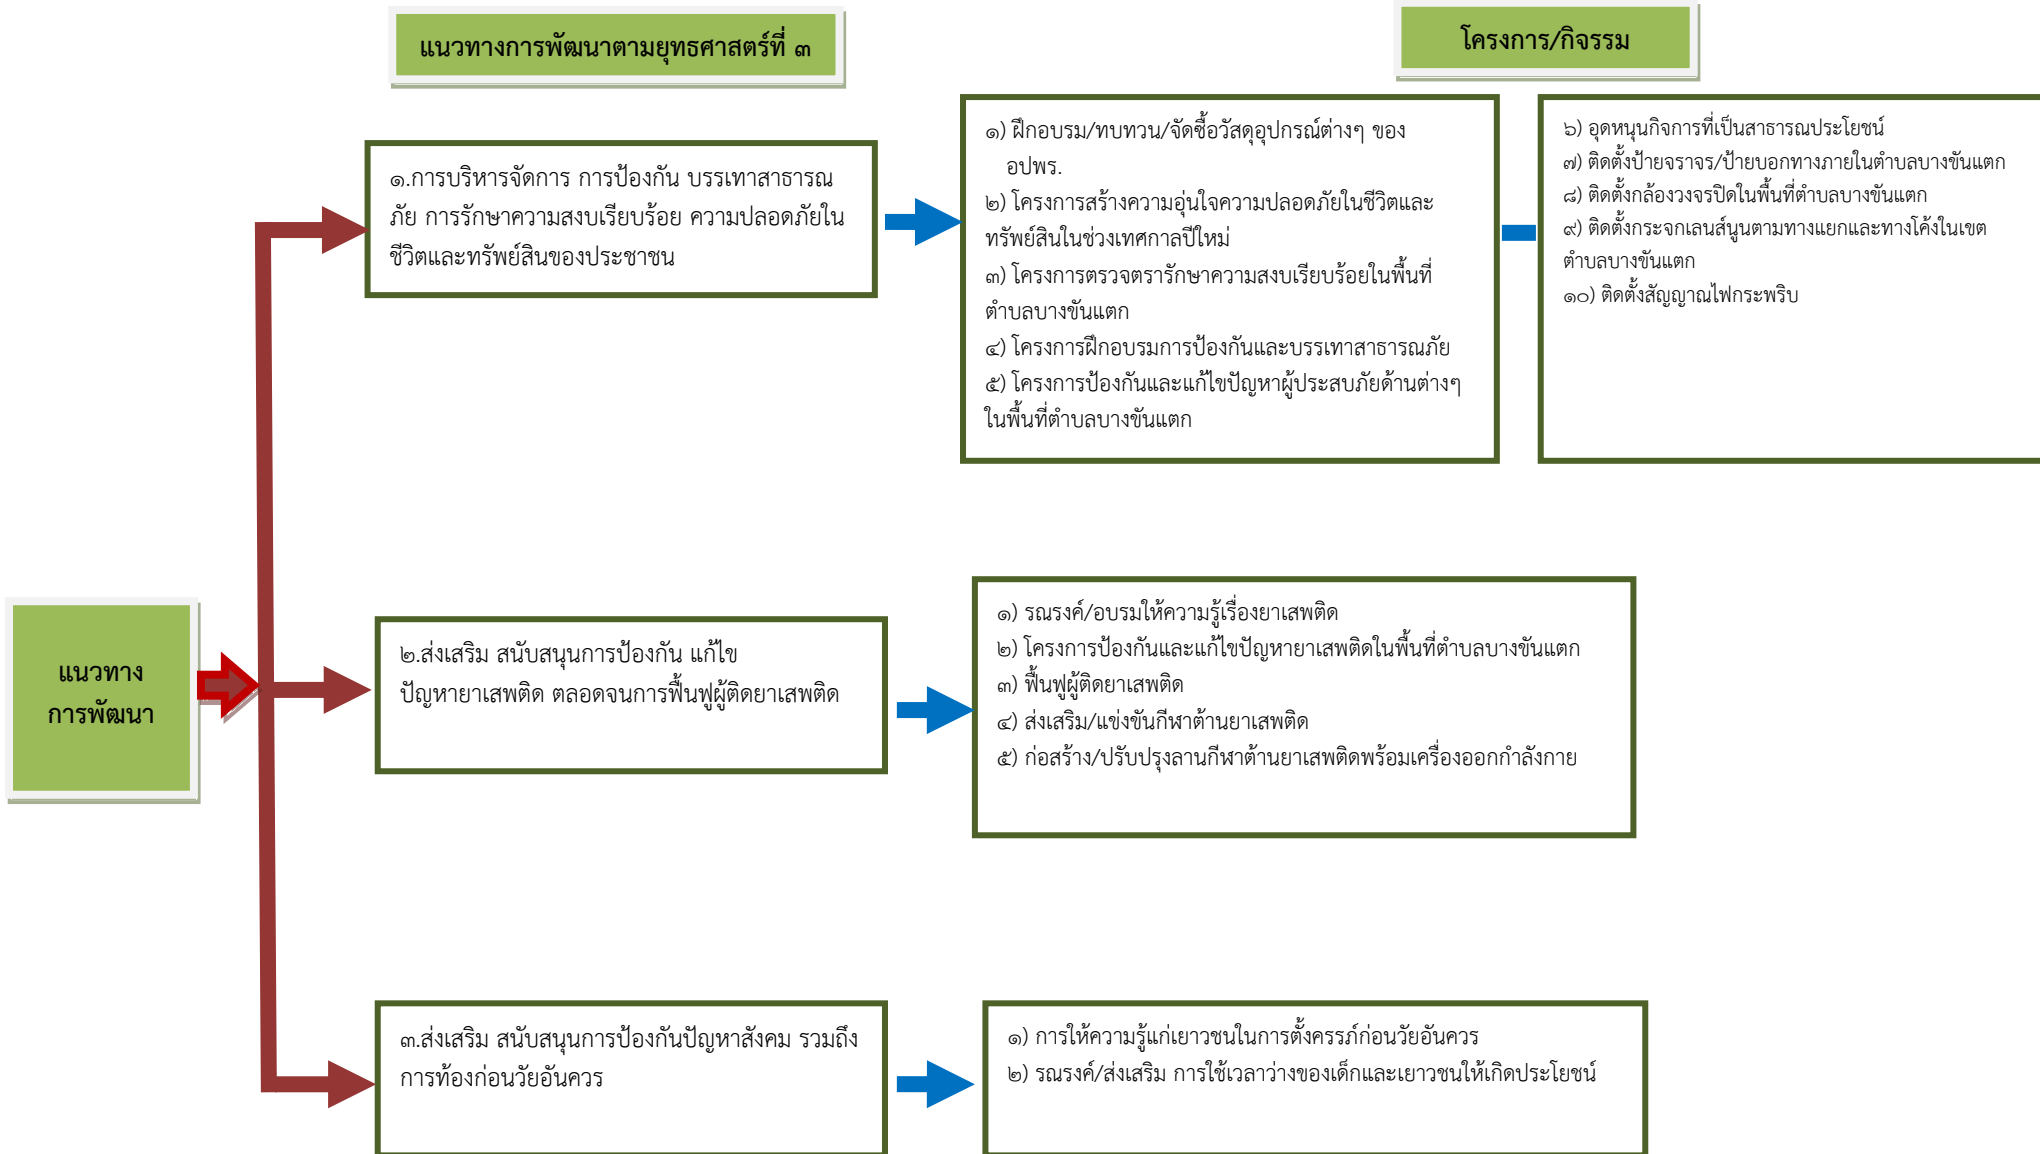 แนวทางการพัฒนาตามยุทธศาสตร์ที่ ๓
โครงการ/กิจรรม
๑.การบริหารจัดการ การป้องกัน บรรเทาสาธารณ
ภัย การรักษาความสงบเรียบร้อย ความปลอดภัยใน
ชีวิตและทรัพย์สินของประชาชน
๑) ฝึกอบรม/ทบทวน/จัดซื้อวัสดุอุปกรณ์ต่างๆ ของ
อปพร.
๒) โครงการสร้างความอุ่นใจความปลอดภัยในชีวิตและ
ทรัพย์สินในช่วงเทศกาลปีใหม่
๓) โครงการตรวจตรารักษาความสงบเรียบร้อยในพื้นที่
ตำบลบางขันแตก
๔) โครงการฝึกอบรมการป้องกันและบรรเทาสาธารณภัย
๕) โครงการป้องกันและแก้ไขปัญหาผู้ประสบภัยด้านต่างๆ
ในพื้นที่ตำบลบางขันแตก
๖) อุดหนุนกิจการที่เป็นสาธารณประโยชน์
๗) ติดตั้งป้ายจราจร/ป้ายบอกทางภายในตำบลบางขันแตก
๘) ติดตั้งกล้องวงจรปิดในพื้นที่ตำบลบางขันแตก
๙) ติดตั้งกระจกเลนส์นูนตามทางแยกและทางโค้งในเขต
ตำบลบางขันแตก
๑๐) ติดตั้งสัญญาณไฟกระพริบ
แนวทาง
การพัฒนา
๒.ส่งเสริม สนับสนุนการป้องกัน แก้ไข
ปัญหายาเสพติด ตลอดจนการฟื้นฟูผู้ติดยาเสพติด
๑) รณรงค์/อบรมให้ความรู้เรื่องยาเสพติด
๒) โครงการป้องกันและแก้ไขปัญหายาเสพติดในพื้นที่ตำบลบางขันแตก
๓) ฟื้นฟูผู้ติดยาเสพติด
๔) ส่งเสริม/แข่งขันกีฬาต้านยาเสพติด
๕) ก่อสร้าง/ปรับปรุงลานกีฬาต้านยาเสพติดพร้อมเครื่องออกกำลังกาย
๓.ส่งเสริม สนับสนุนการป้องกันปัญหาสังคม รวมถึง
การท้องก่อนวัยอันควร
๑) การให้ความรู้แก่เยาวชนในการตั้งครรภ์ก่อนวัยอันควร
๒) รณรงค์/ส่งเสริม การใช้เวลาว่างของเด็กและเยาวชนให้เกิดประโยชน์